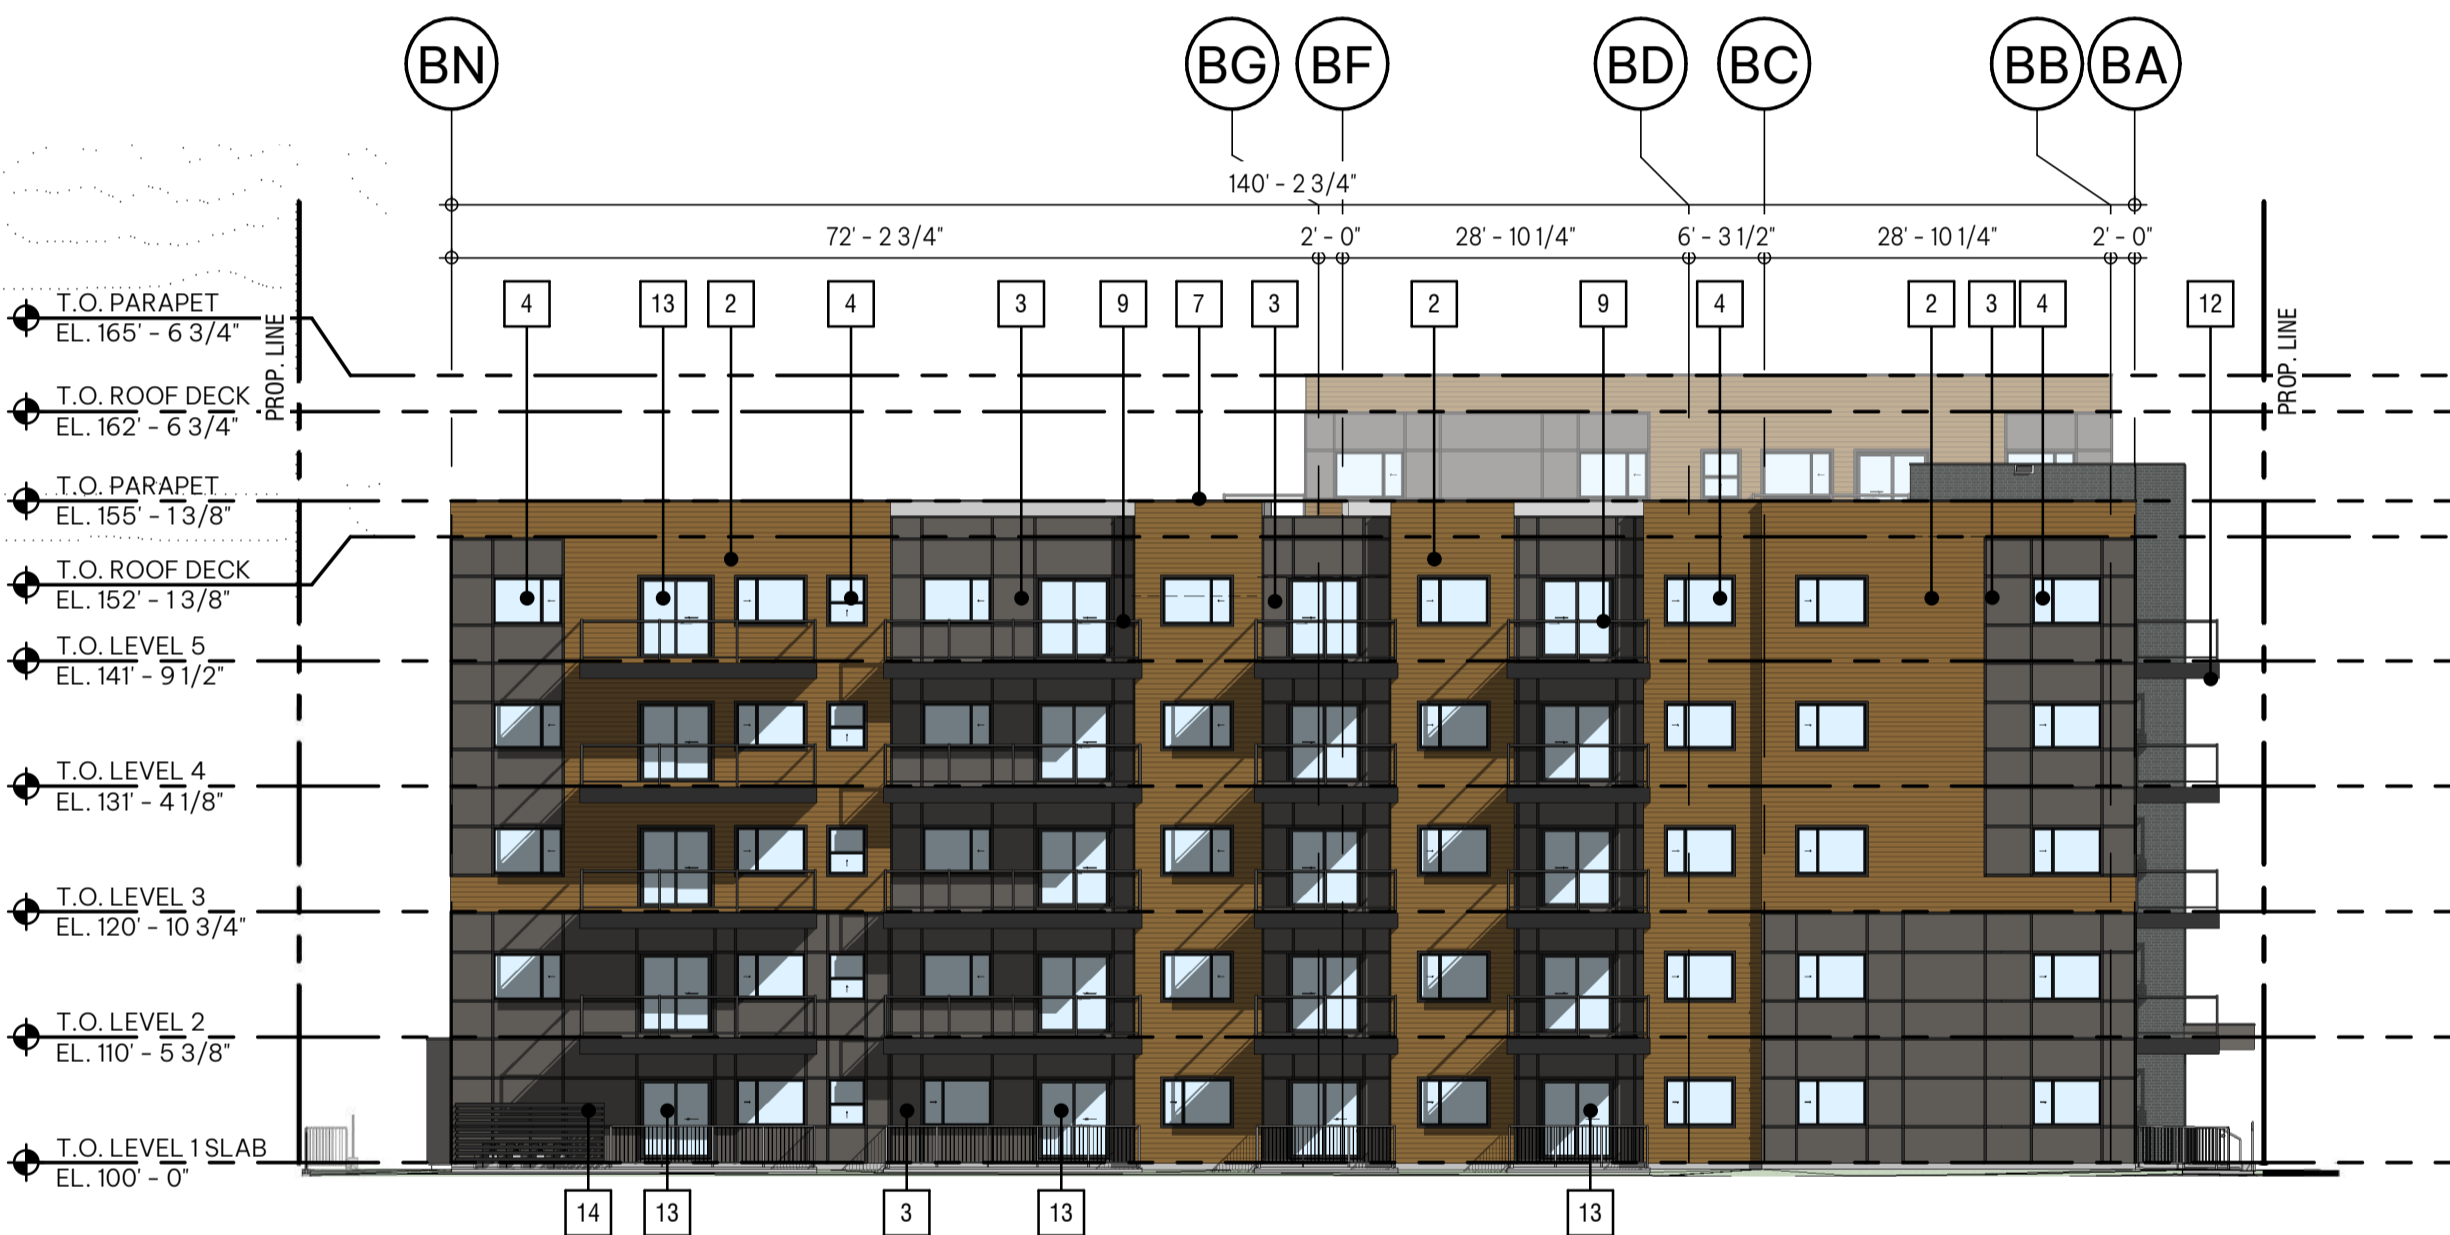 BN BG BF BD BC BB BA
140' - 2 3/4"
72' - 2 3/4" 2' - 0" 28' - 10 1/4" 6' - 3 1/2" 28' - 10 1/4" 2' - 0"
4 13 2 4 3 9 7 3 2 9 4 2 3 4 12
T.O. PARAPET
EL. 165' - 6 3/4"
PROP. LINE
PROP. LINE
T.O. ROOF DECK
EL. 162' - 6 3/4"
T.O. PARAPET
EL. 155' - 1 3/8"
T.O. ROOF DECK
EL. 152' - 1 3/8"
T.O. LEVEL 5
EL. 141' - 9 1/2"
T.O. LEVEL 4
EL. 131' - 4 1/8"
T.O. LEVEL 3
EL. 120' - 10 3/4"
T.O. LEVEL 2
EL. 110' - 5 3/8"
T.O. LEVEL 1 SLAB
EL. 100' - 0"
14 13 3 13 13